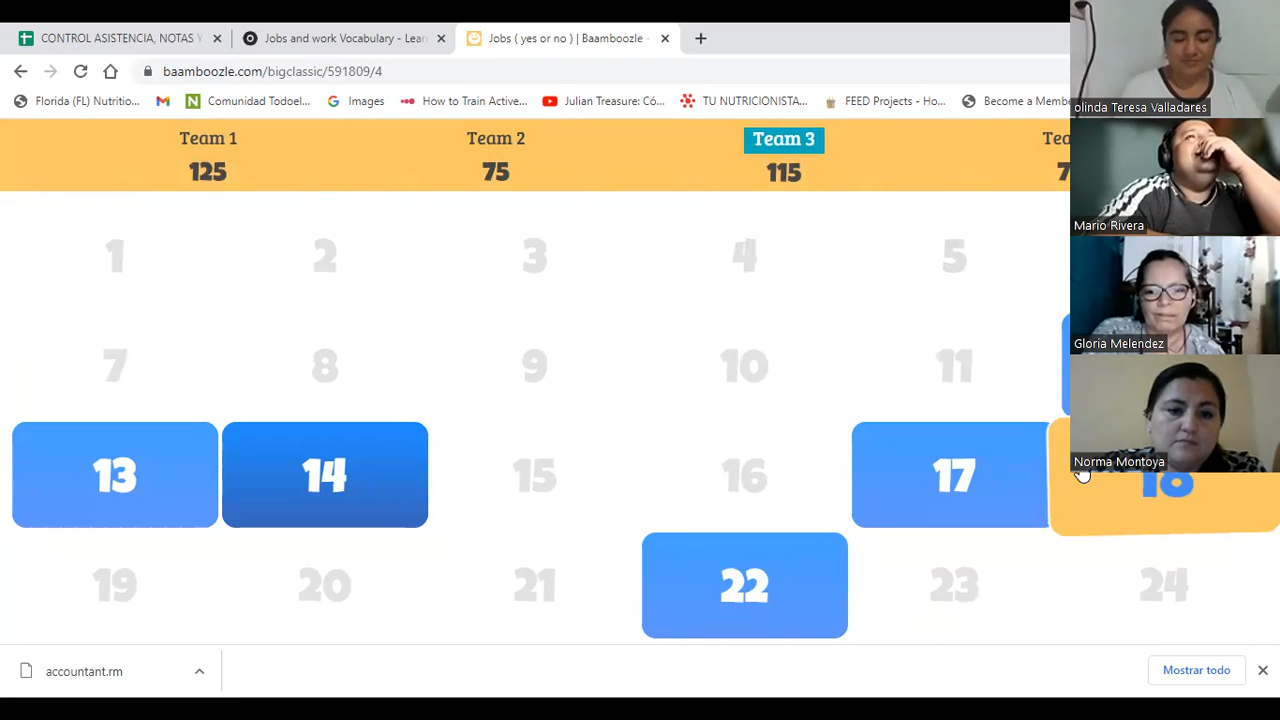 CONTROL ASISTENCIA, NOTAS Y
Jobs and work Vocabulary - Lear
Jobs ( yes or no ) | Baamboozle -
baamboozle.com/bigclassic/591809/4
Florida (FL) Nutritio...
Comunidad Todoel...
Images
How to Train Active...
Julian Treasure: Có...
TU NUTRICIONISTA...
FEED Projects - Ho...
Become a Membe
Team 1
Team 2
Team 3
Tea
125
75
115
7
1
2
3
4
5
7
8
9
10
11
13
14
15
16
17
18
19
20
21
22
23
24
olinda Teresa Valladares
Mario Rivera
Gloria Melendez
Norma Montoya
accountant.rm
Mostrar todo